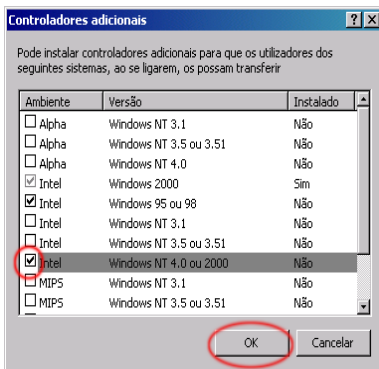 Controladores adicionais
Pode instalar controladores adicionais para que os utilizadores dos
seguintes sistemas, ao se ligarem, os possam transferir
Ambiente Versão Instalado
Alpha Windows NT 3.1 Não
Alpha Windows NT 3.5 ou 3.51 Não
Alpha Windows NT 4.0 Não
Intel Windows 2000 Sim
Intel Windows 95 ou 98 Não
Intel Windows NT 3.1 Não
Intel Windows NT 3.5 ou 3.51 Não
Intel Windows NT 4.0 ou 2000 Não
MIPS Windows NT 3.1 Não
MIPS Windows NT 3.5 ou 3.51 Não
OK Cancelar